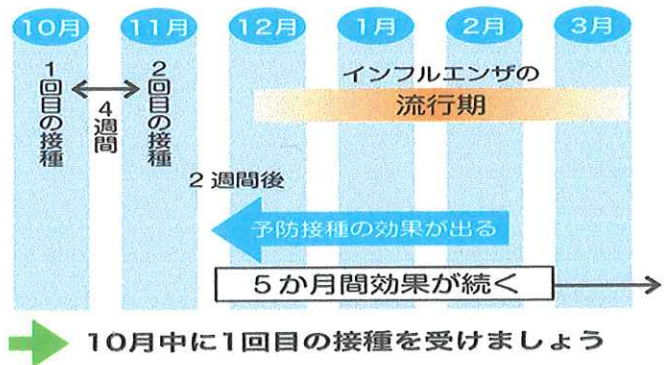 10月 11月 12月 1月 2月 3月
1回目の接種
4週間
2回目の接種
インフルエンザの
流行期
2週間後
予防接種の効果が出る
5か月間効果が続く
10月中に1回目の接種を受けましょう